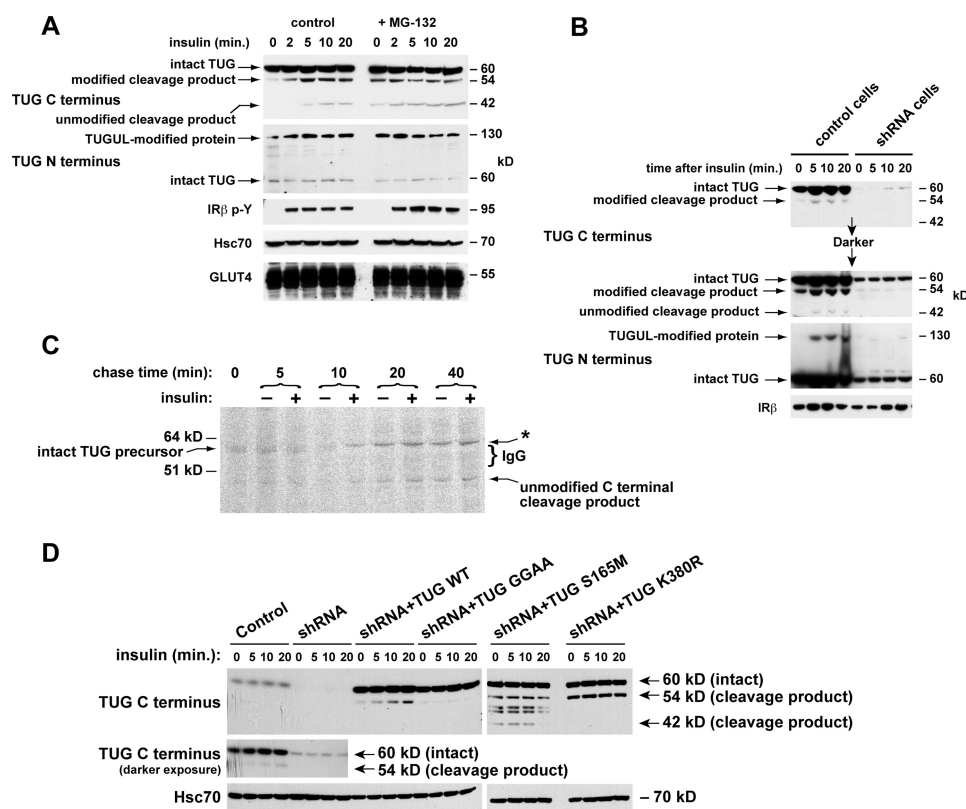 A
control
+ MG-132
insulin (min.)
0 2 5 10 20 0 2 5 10 20
intact TUG
modified cleavage product
TUG C terminus
unmodified cleavage product
– 60
– 54
– 42
TUGUL-modified protein
TUG N terminus
intact TUG
– 130
kD
– 60
IRβ p-Y
– 95
Hsc70
– 70
GLUT4
– 55
B
control cells
shRNA cells
time after insulin (min.)
0 5 10 20 0 5 10 20
intact TUG
modified cleavage product
– 60
– 54
– 42
TUG C terminus
Darker
intact TUG
modified cleavage product
unmodified cleavage product
– 60
– 54
kD
– 42
TUGUL-modified protein
TUG N terminus
intact TUG
– 130
– 60
IRβ
C
chase time (min):
0 5 10 20 40
insulin:
– + – + – + – +
64 kD –
intact TUG precursor
51 kD –
*
IgG
unmodified C terminal
cleavage product
D
Control
shRNA
shRNA+TUG WT
shRNA+TUG GGAA
shRNA+TUG S165M
shRNA+TUG K380R
insulin (min.):
0 5 10 20 0 5 10 20 0 5 10 20 0 5 10 20 0 5 10 20 0 5 10 20
TUG C terminus
60 kD (intact)
54 kD (cleavage product)
42 kD (cleavage product)
TUG C terminus
(darker exposure)
60 kD (intact)
54 kD (cleavage product)
Hsc70
– 70 kD